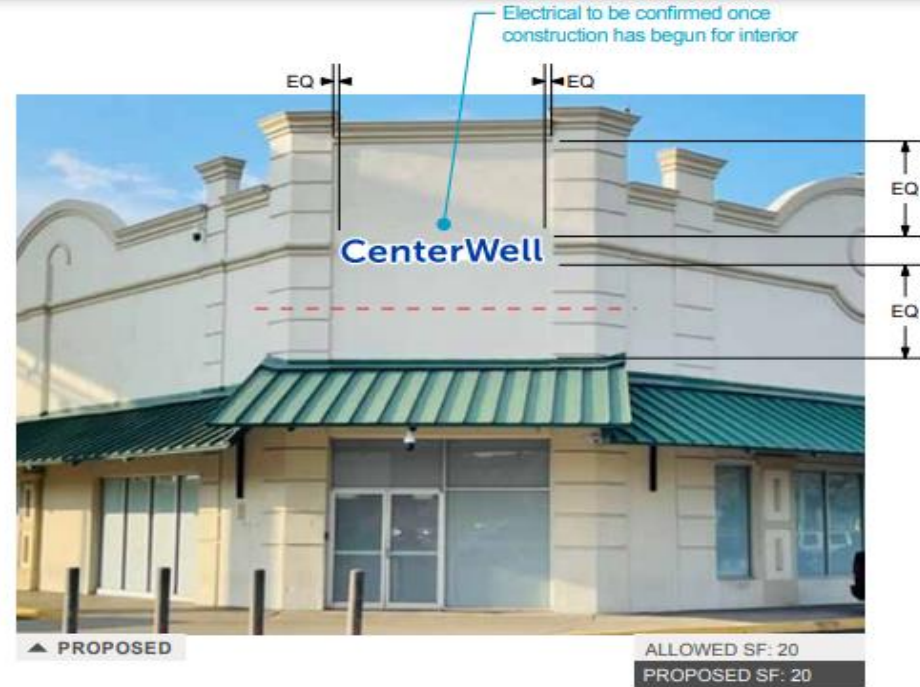 Electrical to be confirmed once
construction has begun for interior
EQ
EQ
EQ
CenterWell
EQ
▲ PROPOSED
ALLOWED SF: 20
PROPOSED SF: 20